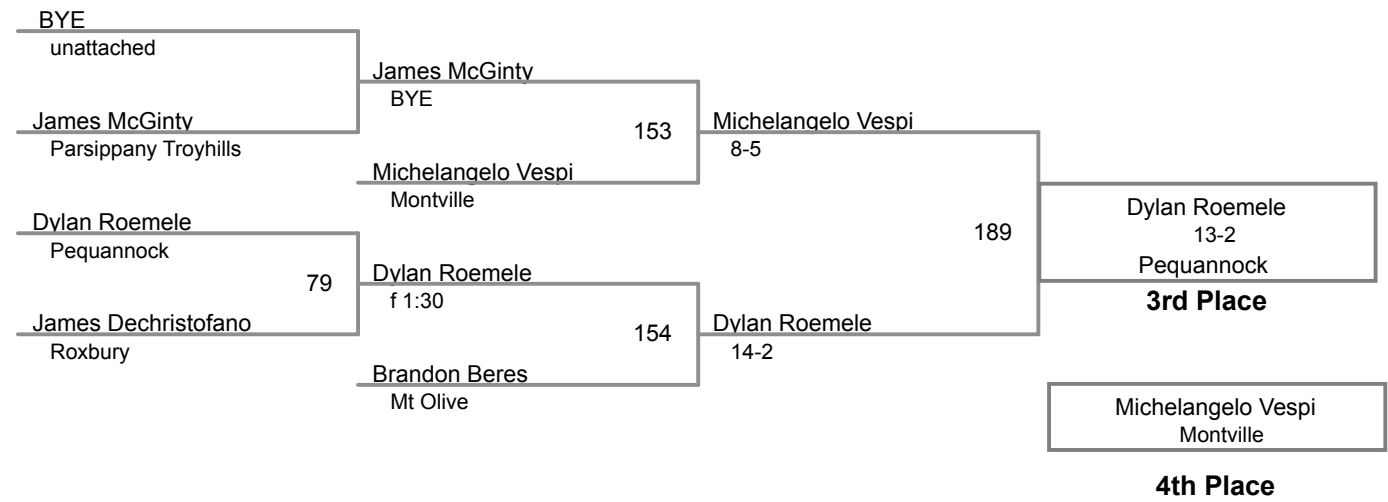 BYE
unattached
James McGinty
BYE
James McGinty
Parsippany Troyhills
153
Michelangelo Vespi
8-5
Michelangelo Vespi
Montville
Dylan Roemele
Pequannock
189
Dylan Roemele
13-2
Pequannock
3rd Place
79
Dylan Roemele
f 1:30
James Dechristofano
Roxbury
154
Dylan Roemele
14-2
Brandon Beres
Mt Olive
Michelangelo Vespi
Montville
4th Place